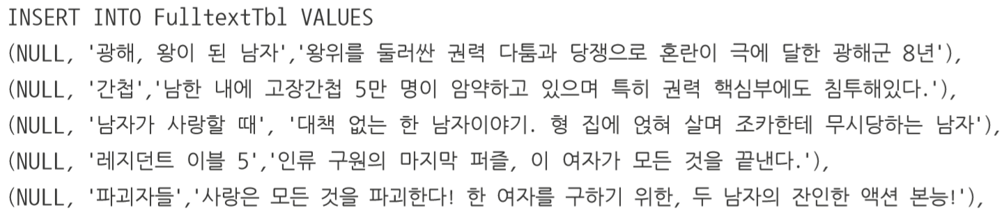 INSERT INTO FulltextTbl VALUES
(NULL, '광해, 왕이 된 남자','왕위를 둘러싼 권력 다툼과 당쟁으로 혼란이 극에 달한 광해군 8년'),
(NULL, '간첩','남한 내에 고장간첩 5만 명이 암약하고 있으며 특히 권력 핵심부에도 침투해있다.'),
(NULL, '남자가 사랑할 때', '대책 없는 한 남자이야기. 형 집에 얹혀 살며 조카한테 무시당하는 남자'),
(NULL, '레지던트 이블 5','인류 구원의 마지막 퍼즐, 이 여자가 모든 것을 끝낸다.'),
(NULL, '파괴자들','사랑은 모든 것을 파괴한다! 한 여자를 구하기 위한, 두 남자의 잔인한 액션 본능!'),